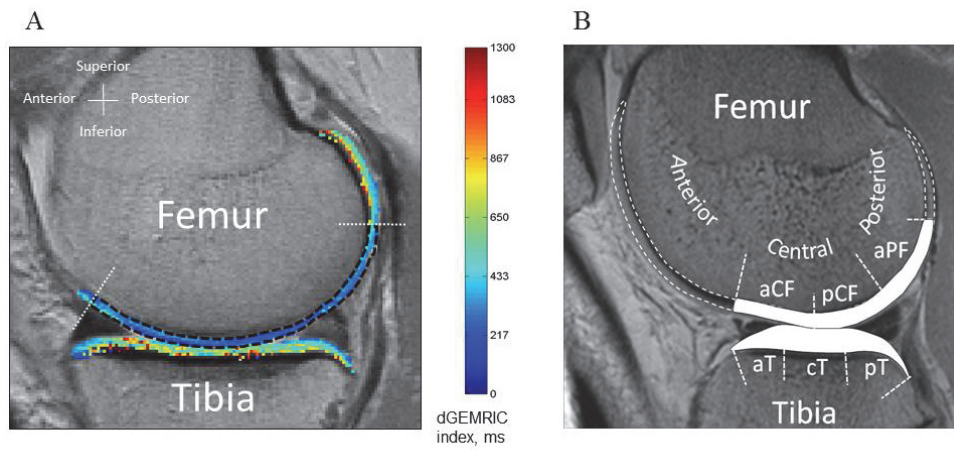 A
Superior
Anterior
Posterior
Inferior
Femur
Tibia
1300
1083
867
650
433
217
0
dGEMRIC
index, ms
B
Femur
Anterior
Posterior
Central
aPF
aCF
pCF
aT
cT
pT
Tibia